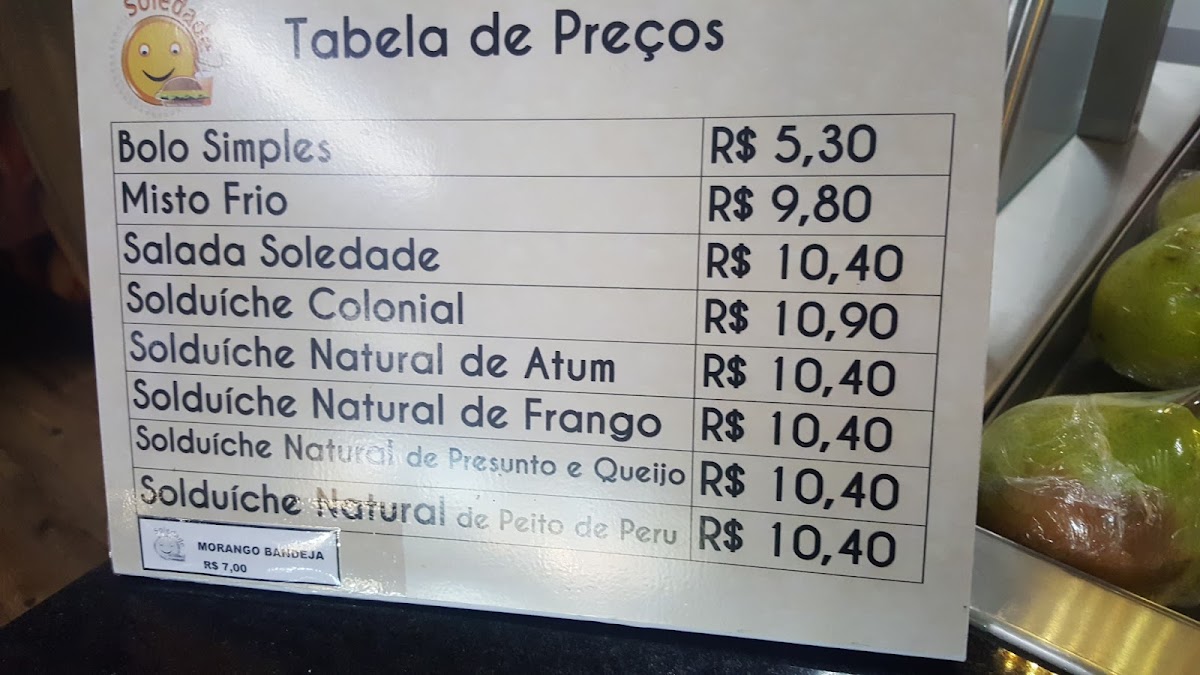 Soledade
Tabela de Preços
Bolo Simples R$ 5,30
Misto Frio R$ 9,80
Salada Soledade R$ 10,40
Solduíche Colonial R$ 10,90
Solduíche Natural de Atum R$ 10,40
Solduíche Natural de Frango R$ 10,40
Solduíche Natural de Presunto e Queijo R$ 10,40
Solduíche Natural de Peito de Peru R$ 10,40
MORANGO BANDEJA
R$ 7,00